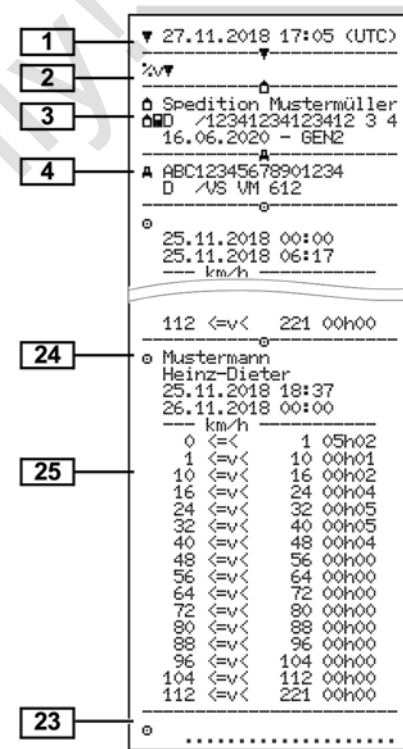 1
▼ 27.11.2018 17:05 (UTC)
2
%v▼
3
Spedition Mustermüller
D /12341234123412 3 4
16.06.2020 - GEN2
4
A ABC12345678901234
D /VS VM 612
25.11.2018 00:00
25.11.2018 06:17
--- km/h ---
112 <=v< 221 00h00
24
Mustermann
Heinz-Dieter
25.11.2018 18:37
26.11.2018 00:00
--- km/h ---
25
0 <=< 1 05h02
1 <=v< 10 00h01
10 <=v< 16 00h02
16 <=v< 24 00h04
24 <=v< 32 00h05
32 <=v< 40 00h05
40 <=v< 48 00h04
48 <=v< 56 00h00
56 <=v< 64 00h00
64 <=v< 72 00h00
72 <=v< 80 00h00
80 <=v< 88 00h00
88 <=v< 96 00h00
96 <=v< 104 00h00
104 <=v< 112 00h00
112 <=v< 221 00h00
23
....................